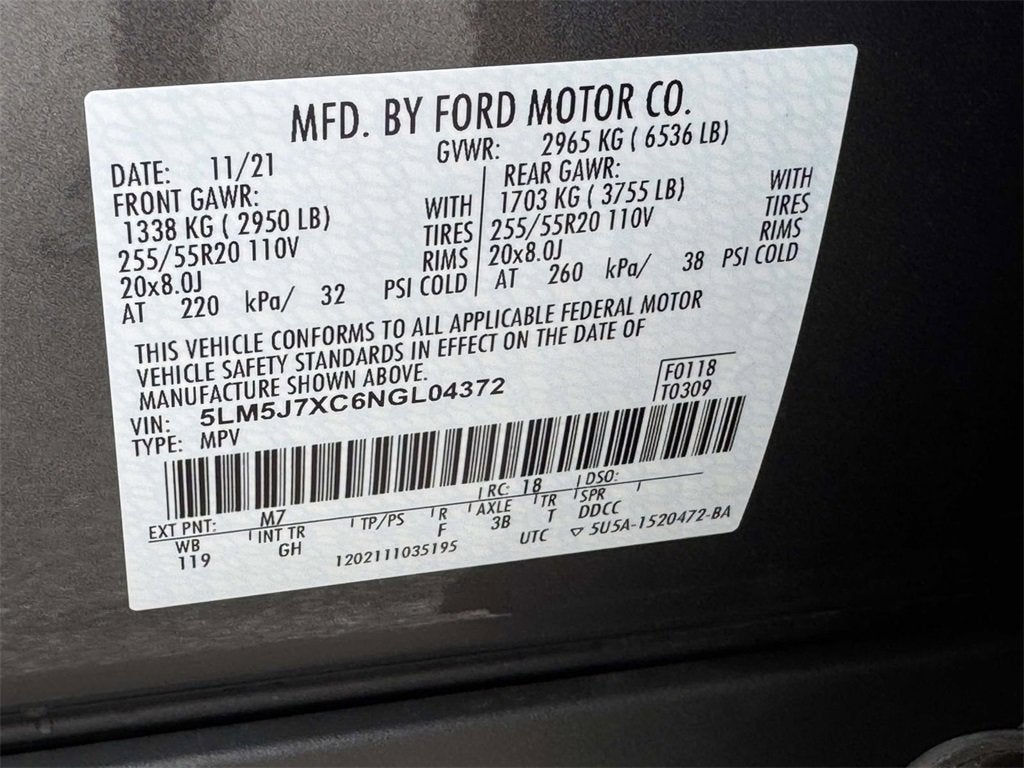 MFD. BY FORD MOTOR CO.
DATE: 11/21 GVWR: 2965 KG ( 6536 LB)
FRONT GAWR: REAR GAWR:
1338 KG ( 2950 LB) WITH 1703 KG ( 3755 LB) WITH
255/55R20 110V TIRES 255/55R20 110V TIRES
20x8.0J RIMS 20x8.0J RIMS
AT 220 kPa/ 32 PSI COLD AT 260 kPa/ 38 PSI COLD
THIS VEHICLE CONFORMS TO ALL APPLICABLE FEDERAL MOTOR
VEHICLE SAFETY STANDARDS IN EFFECT ON THE DATE OF
MANUFACTURE SHOWN ABOVE.
VIN: 5LM5J7XC6NGL04372 F0118
TYPE: MPV T0309
EXT PNT: M7 RC: 18 DSO:
WB INT TR TP/PS R AXLE TR SPR
119 GH F 3B T DDCC
1202111035195 UTC ▽ 5U5A-1520472-BA